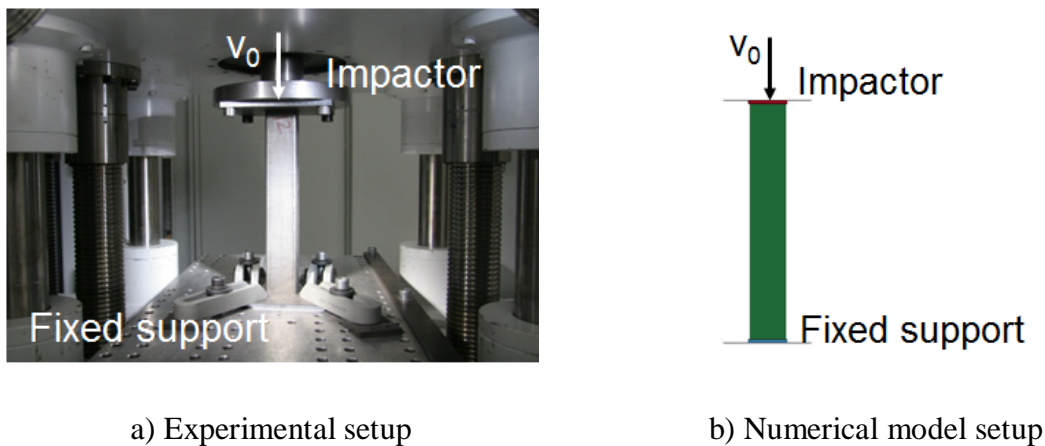 v0
Impactor
Fixed support
a) Experimental setup
v0
Impactor
Fixed support
b) Numerical model setup